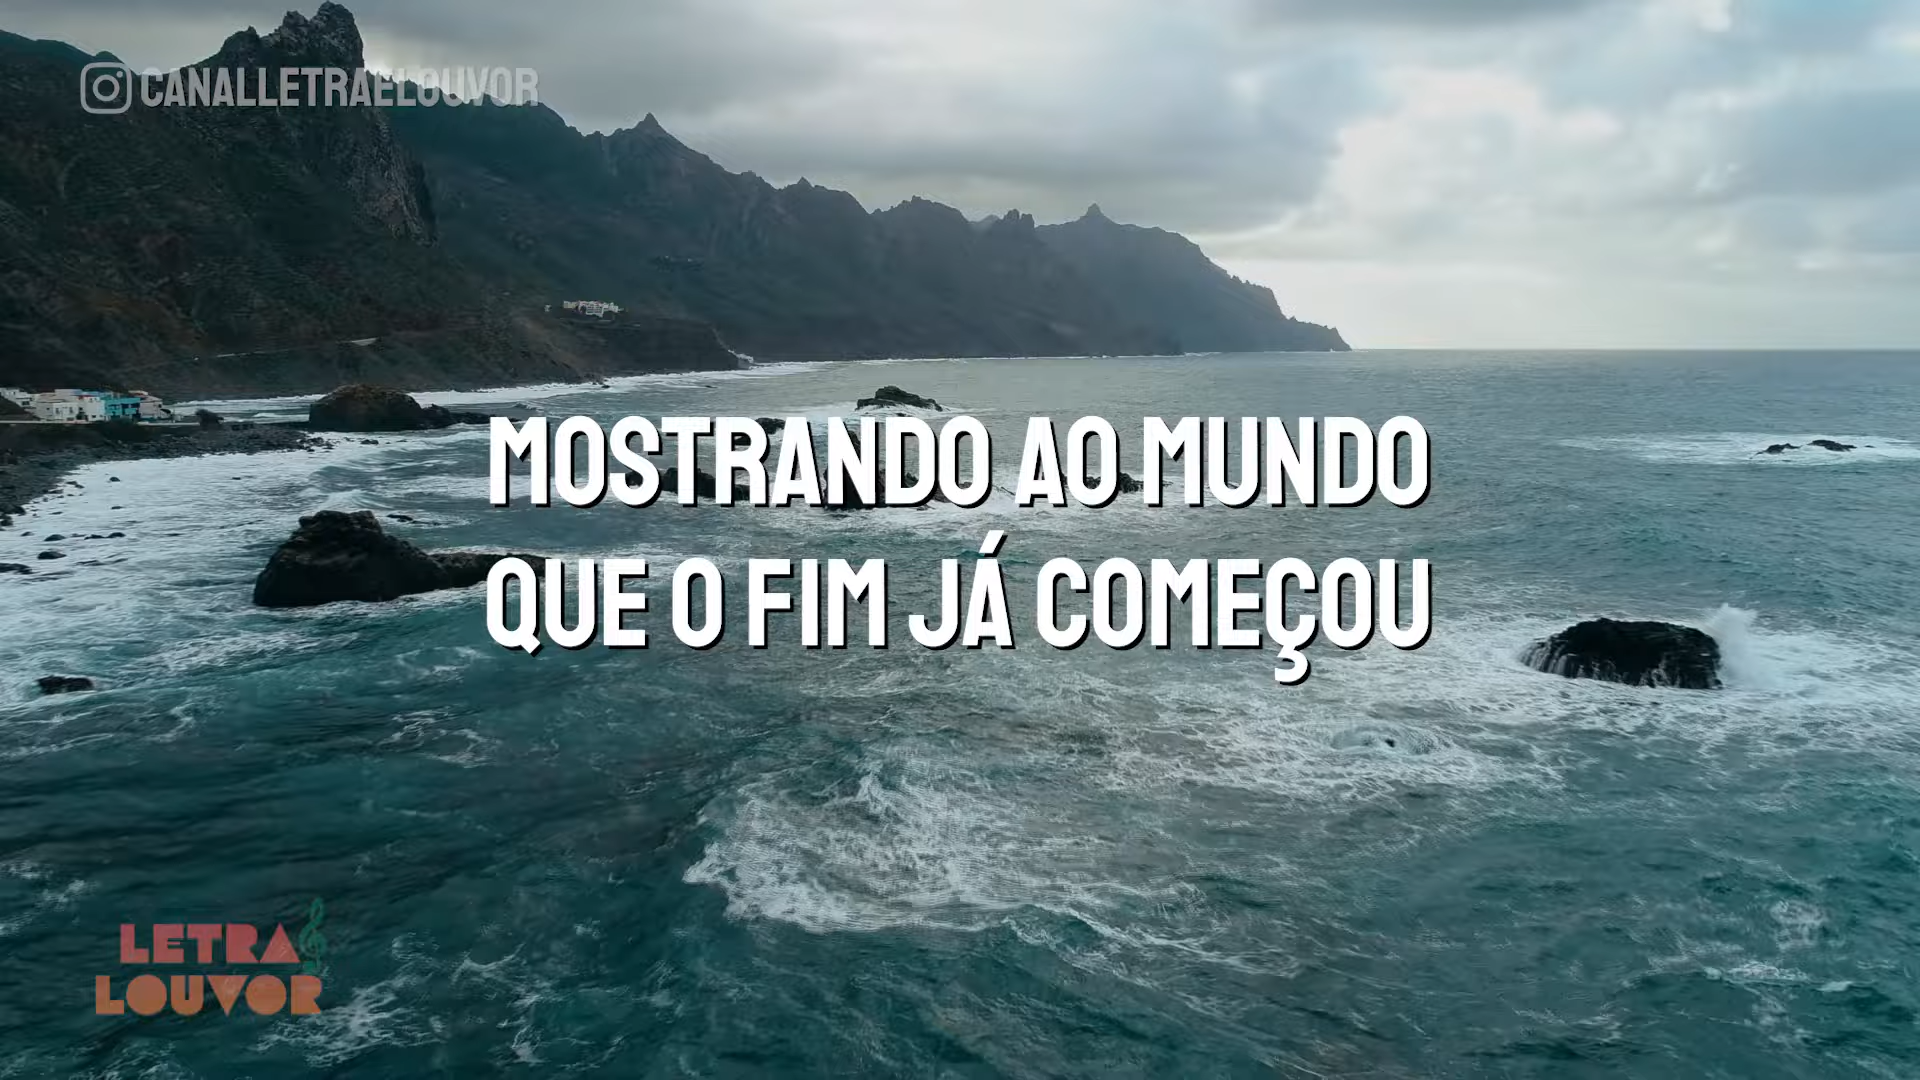 CANALLETRAELOUVOR
MOSTRANDO AO MUNDO
QUE O FIM JÁ COMEÇOU
LETRA
LOUVOR